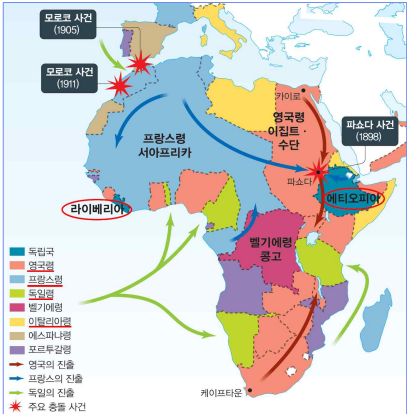 모로코 사건
(1905)
모로코 사건
(1911)
카이로
영국령
이집트·
수단
파쇼다 사건
(1898)
프랑스령
서아프리카
파쇼다
에티오피아
라이베리아
벨기에령
콩고
독립국
영국령
프랑스령
독일령
벨기에령
이탈리아령
에스파냐령
포르투갈령
영국의 진출
프랑스의 진출
독일의 진출
주요 충돌 사건
케이프타운